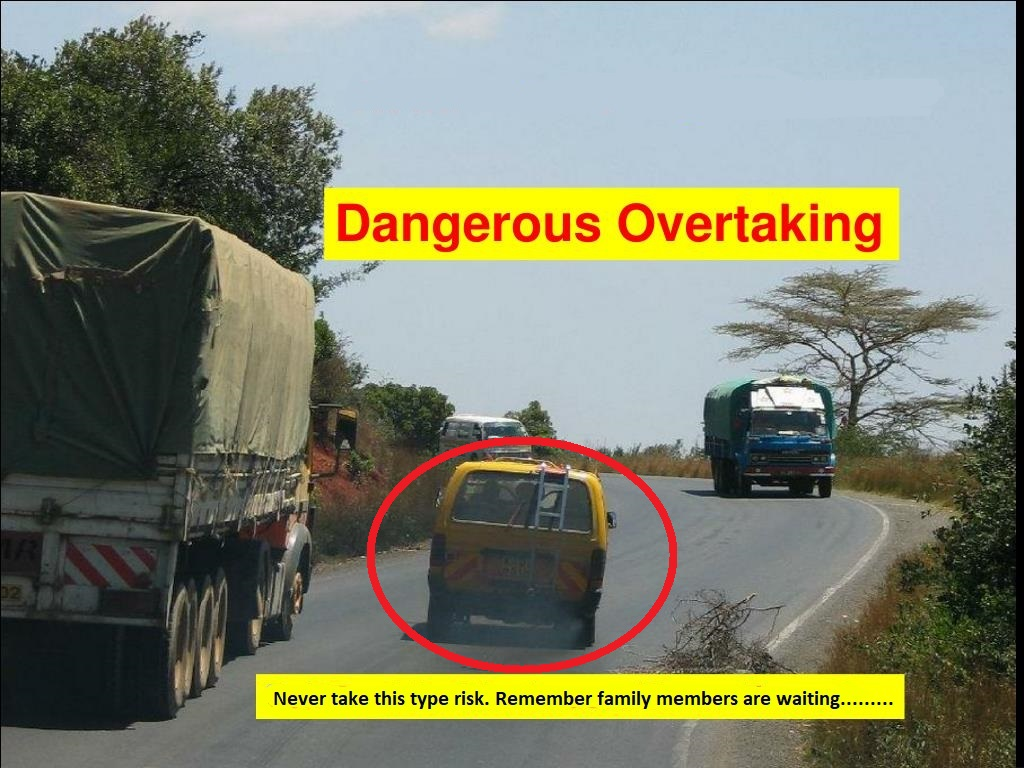 Dangerous Overtaking
Never take this type risk. Remember family members are waiting.........